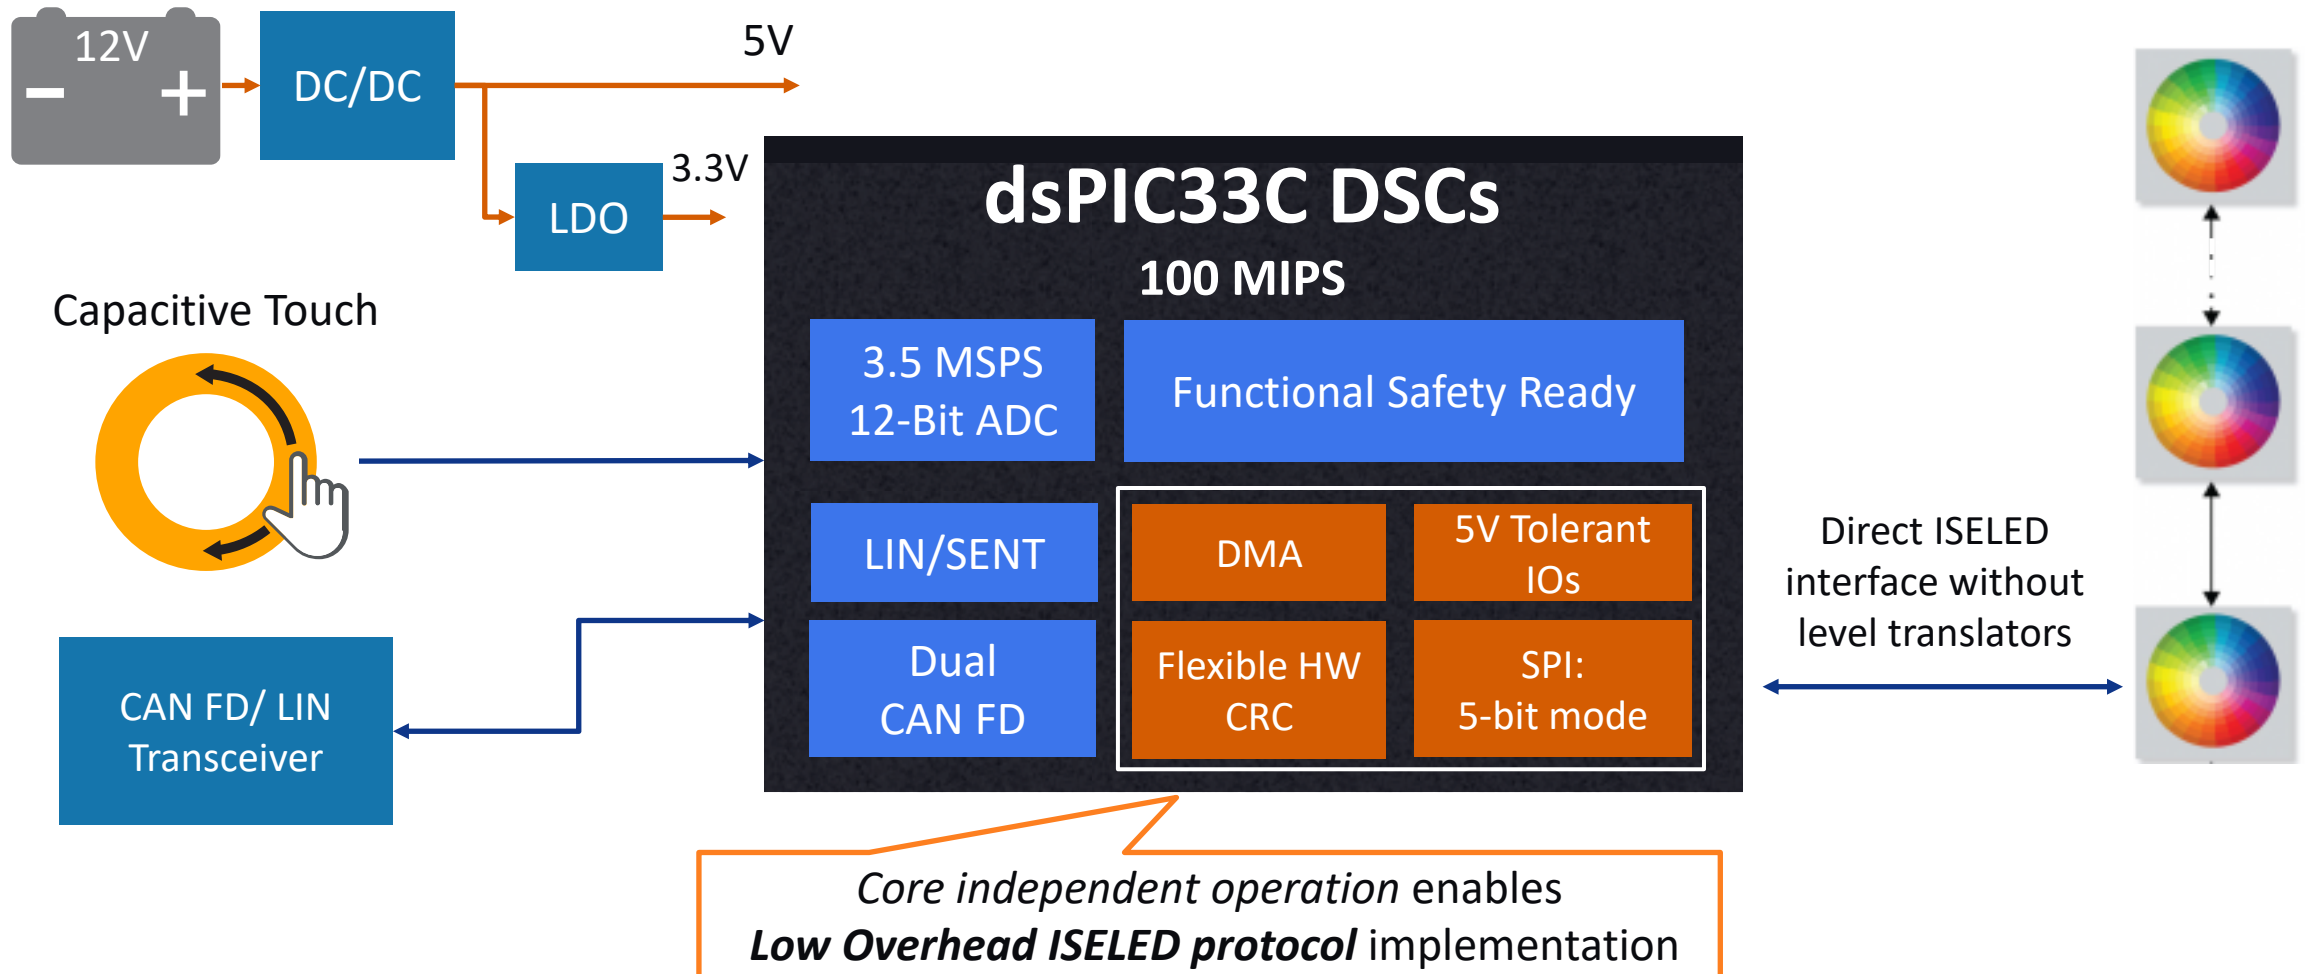 12V
− +
DC/DC
5V
LDO
3.3V
Capacitive Touch
CAN FD/ LIN
Transceiver
dsPIC33C DSCs
100 MIPS
3.5 MSPS
12-Bit ADC
Functional Safety Ready
LIN/SENT
DMA
5V Tolerant
IOs
Dual
CAN FD
Flexible HW
CRC
SPI:
5-bit mode
Direct ISELED
interface without
level translators
Core independent operation enables
Low Overhead ISELED protocol implementation